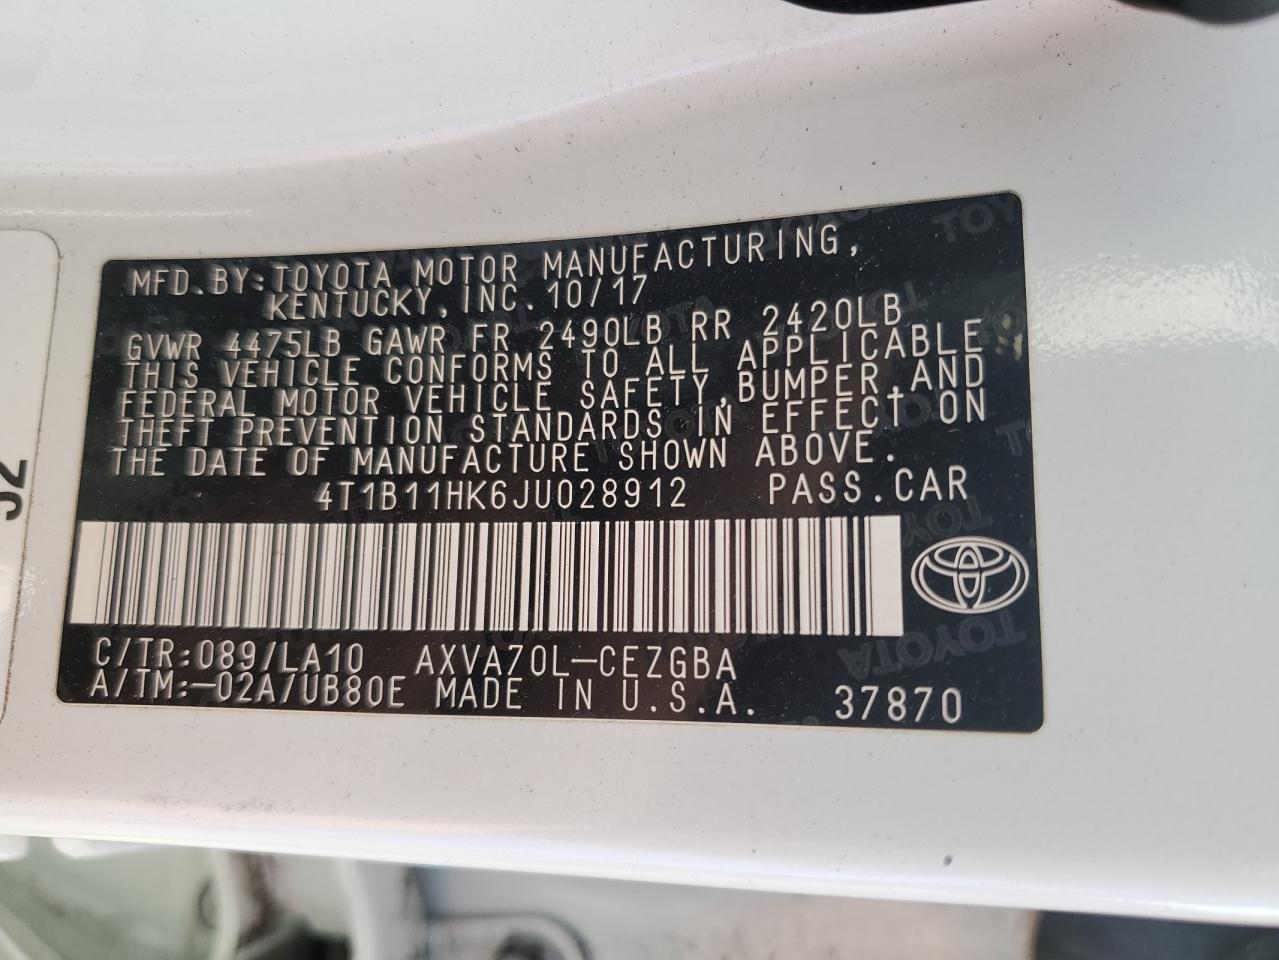 MFD.BY:TOYOTA MOTOR MANUFACTURING,
KENTUCKY,INC. 10/17
GVWR 4475LB GAWR FR 2490LB RR 2420LB
THIS VEHICLE CONFORMS TO ALL APPLICABLE
FEDERAL MOTOR VEHICLE SAFETY,BUMPER,AND
THEFT PREVENTION STANDARDS IN EFFECT ON
THE DATE OF MANUFACTURE SHOWN ABOVE.
4T1B11HK6JU028912 PASS.CAR
C/TR:089/LA10 AXVA70L-CEZGBA
A/TM:-02A/UB80E MADE IN U.S.A. 37870